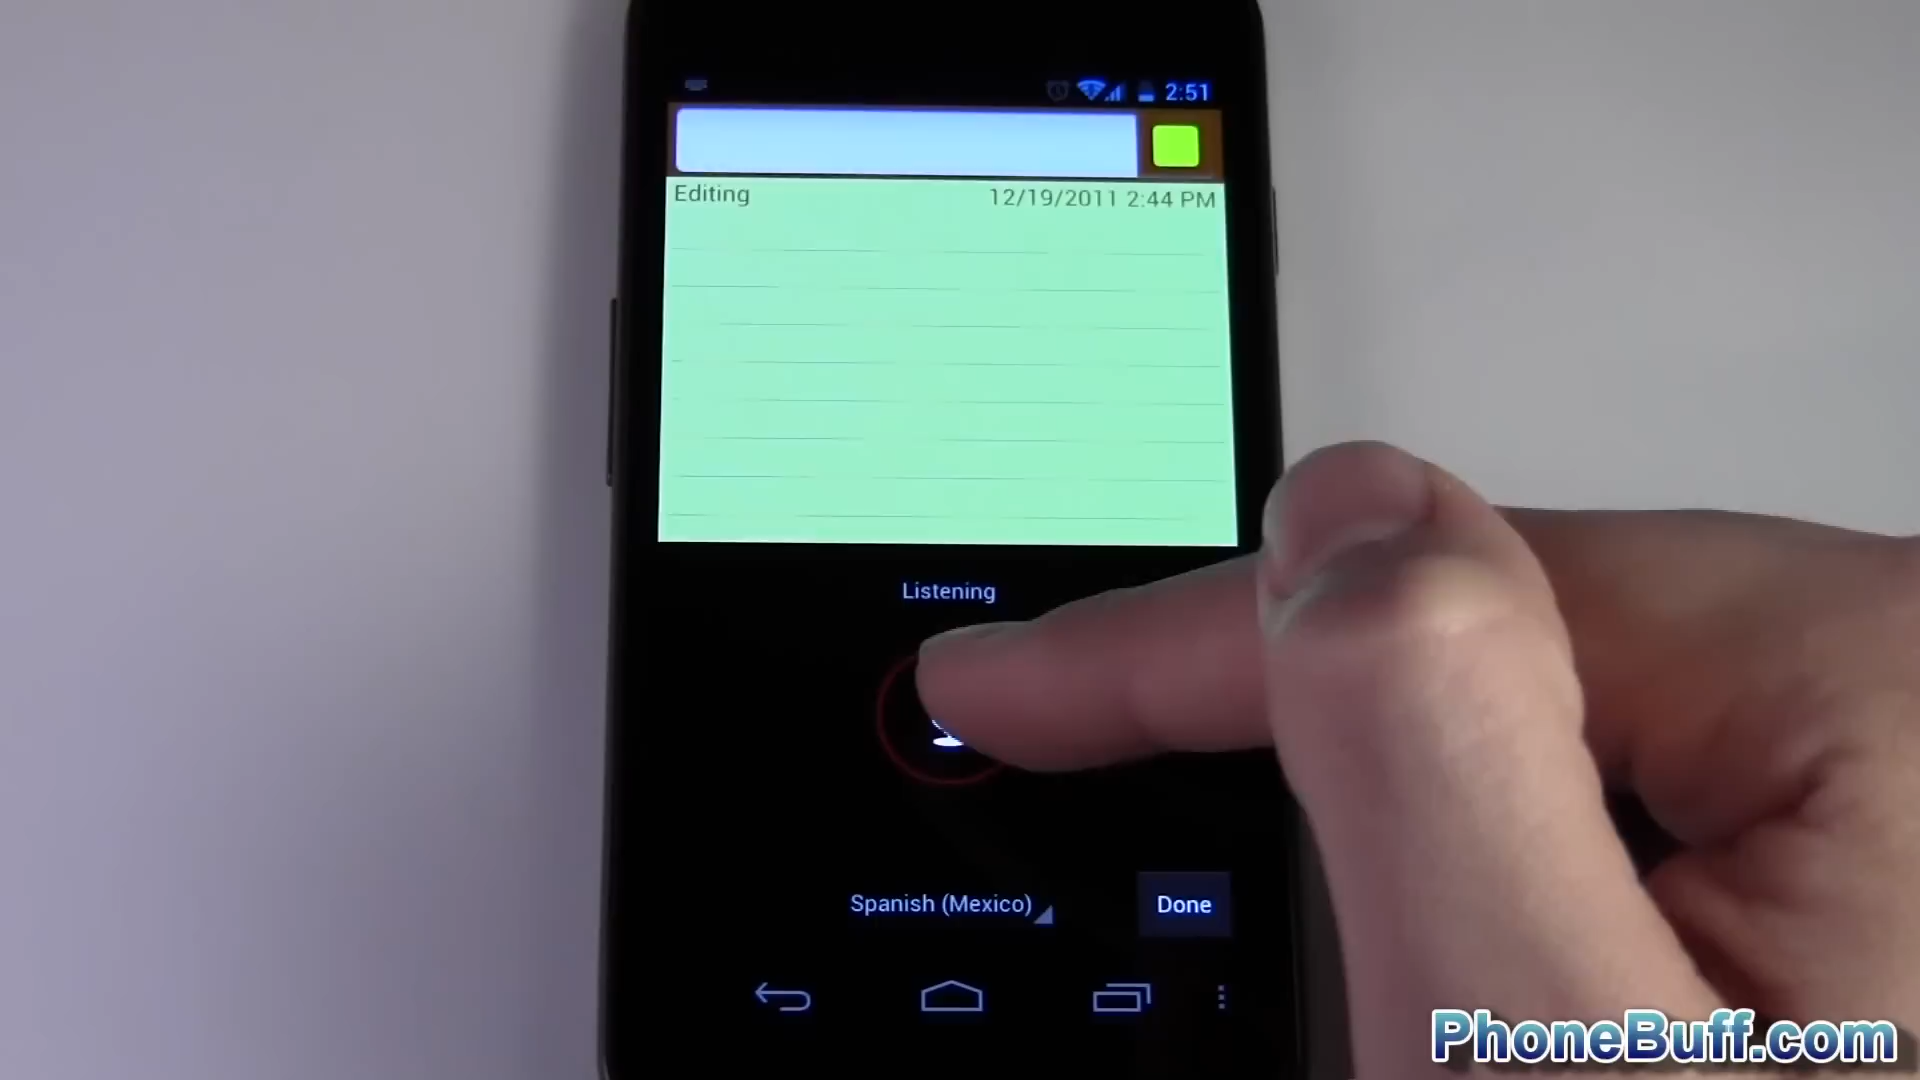 2:51
Editing 12/19/2011 2:44 PM
Listening
Spanish (Mexico)
Done
PhoneBuff.com